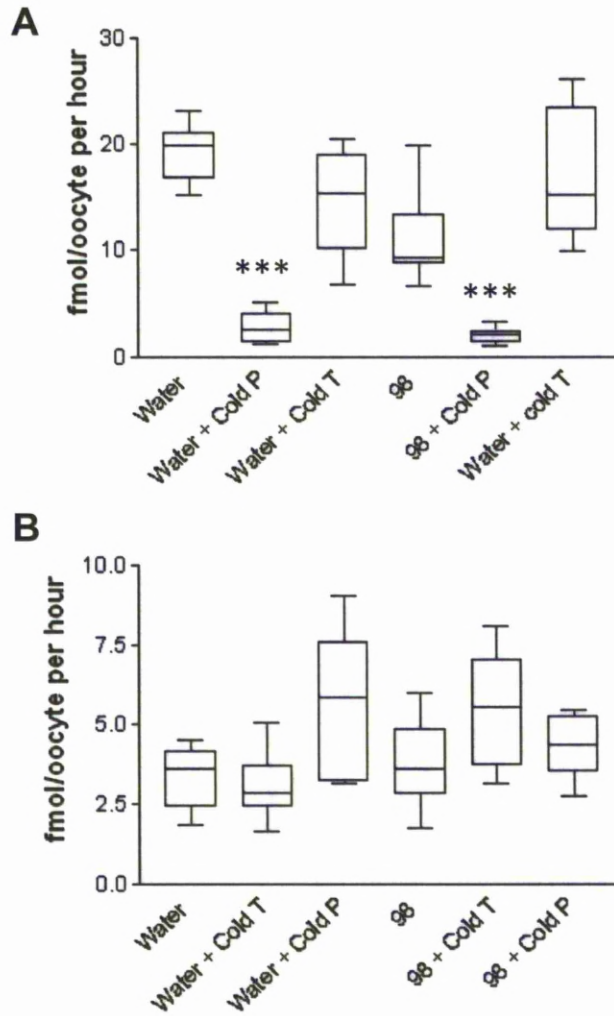 A
fmol/oocyte per hour
30
20
10
0
***
***
Water
Water + Cold P
Water + Cold T
98
98 + Cold P
Water + cold T
B
fmol/oocyte per hour
10.0
7.5
5.0
2.5
0.0
Water
Water + Cold T
Water + Cold P
98
98 + Cold T
98 + Cold P